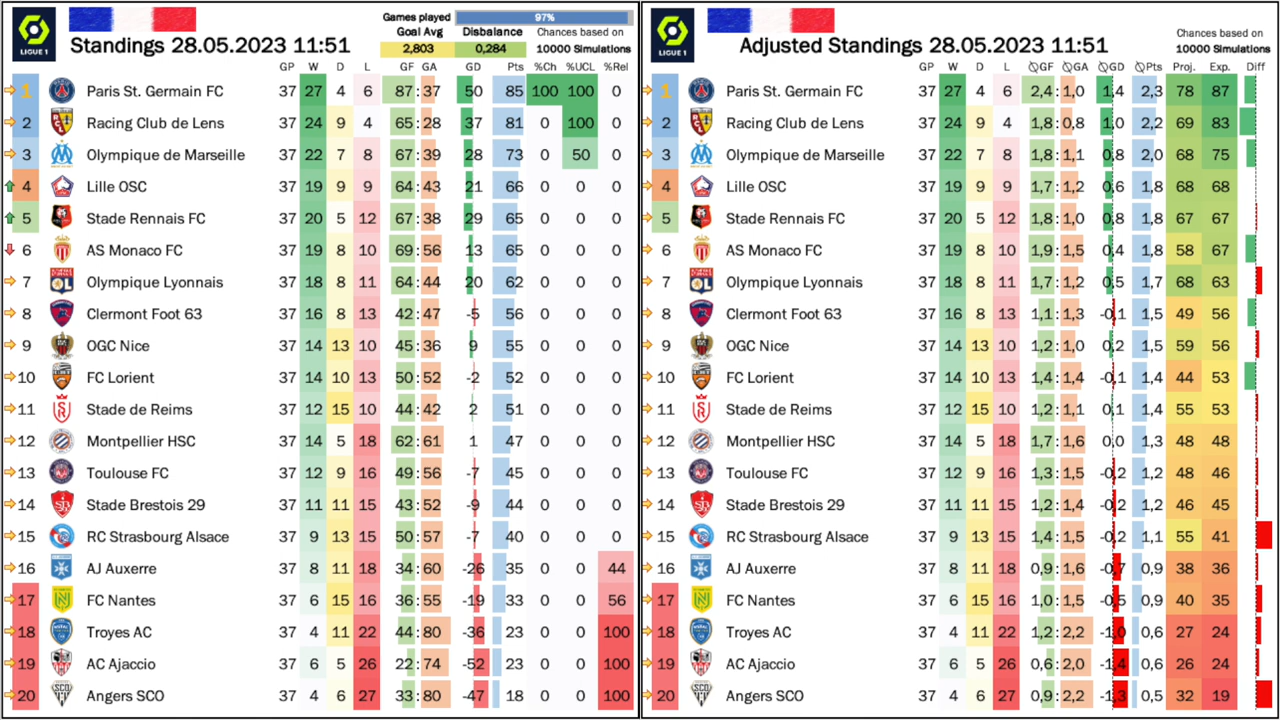 LIGUE 1
Standings 28.05.2023 11:51
Games played 97%
Goal Avg Disbalance Chances based on
2,803 0,284 10000 Simulations
GP W D L GF GA GD Pts %Ch %UCL %Rel
1 Paris St. Germain FC 37 27 4 6 87 : 37 50 85 100 100 0
2 Racing Club de Lens 37 24 9 4 65 : 28 37 81 0 100 0
3 Olympique de Marseille 37 22 7 8 67 : 39 28 73 0 50 0
4 Lille OSC 37 19 9 9 64 : 43 21 66 0 0 0
5 Stade Rennais FC 37 20 5 12 67 : 38 29 65 0 0 0
6 AS Monaco FC 37 19 8 10 69 : 56 13 65 0 0 0
7 Olympique Lyonnais 37 18 8 11 64 : 44 20 62 0 0 0
8 Clermont Foot 63 37 16 8 13 42 : 47 -5 56 0 0 0
9 OGC Nice 37 14 13 10 45 : 36 9 55 0 0 0
10 FC Lorient 37 14 10 13 50 : 52 -2 52 0 0 0
11 Stade de Reims 37 12 15 10 44 : 42 2 51 0 0 0
12 Montpellier HSC 37 14 5 18 62 : 61 1 47 0 0 0
13 Toulouse FC 37 12 9 16 49 : 56 -7 45 0 0 0
14 Stade Brestois 29 37 11 11 15 43 : 52 -9 44 0 0 0
15 RC Strasbourg Alsace 37 9 13 15 50 : 57 -7 40 0 0 0
16 AJ Auxerre 37 8 11 18 34 : 60 -26 35 0 0 44
17 FC Nantes 37 6 15 16 36 : 55 -19 33 0 0 56
18 Troyes AC 37 4 11 22 44 : 80 -36 23 0 0 100
19 AC Ajaccio 37 6 5 26 22 : 74 -52 23 0 0 100
20 Angers SCO 37 4 6 27 33 : 80 -47 18 0 0 100
LIGUE 1
Adjusted Standings 28.05.2023 11:51
Chances based on
10000 Simulations
GP W D L ∅GF ∅GA ∅GD ∅Pts Proj. Exp. Diff
1 Paris St. Germain FC 37 27 4 6 2,4 : 1,0 1,4 2,3 78 87
2 Racing Club de Lens 37 24 9 4 1,8 : 0,8 1,0 2,2 69 83
3 Olympique de Marseille 37 22 7 8 1,8 : 1,1 0,8 2,0 68 75
4 Lille OSC 37 19 9 9 1,7 : 1,2 0,6 1,8 68 68
5 Stade Rennais FC 37 20 5 12 1,8 : 1,0 0,8 1,8 67 67
6 AS Monaco FC 37 19 8 10 1,9 : 1,5 0,4 1,8 58 67
7 Olympique Lyonnais 37 18 8 11 1,7 : 1,2 0,5 1,7 68 63
8 Clermont Foot 63 37 16 8 13 1,1 : 1,3 -0,1 1,5 49 56
9 OGC Nice 37 14 13 10 1,2 : 1,0 0,2 1,5 59 56
10 FC Lorient 37 14 10 13 1,4 : 1,4 -0,1 1,4 44 53
11 Stade de Reims 37 12 15 10 1,2 : 1,1 0,1 1,4 55 53
12 Montpellier HSC 37 14 5 18 1,7 : 1,6 0,0 1,3 48 48
13 Toulouse FC 37 12 9 16 1,3 : 1,5 -0,2 1,2 48 46
14 Stade Brestois 29 37 11 11 15 1,2 : 1,4 -0,2 1,2 46 45
15 RC Strasbourg Alsace 37 9 13 15 1,4 : 1,5 -0,2 1,1 55 41
16 AJ Auxerre 37 8 11 18 0,9 : 1,6 -0,7 0,9 38 36
17 FC Nantes 37 6 15 16 1,0 : 1,5 -0,5 0,9 40 35
18 Troyes AC 37 4 11 22 1,2 : 2,2 -1,0 0,6 27 24
19 AC Ajaccio 37 6 5 26 0,6 : 2,0 -1,4 0,6 26 24
20 Angers SCO 37 4 6 27 0,9 : 2,2 -1,3 0,5 32 19